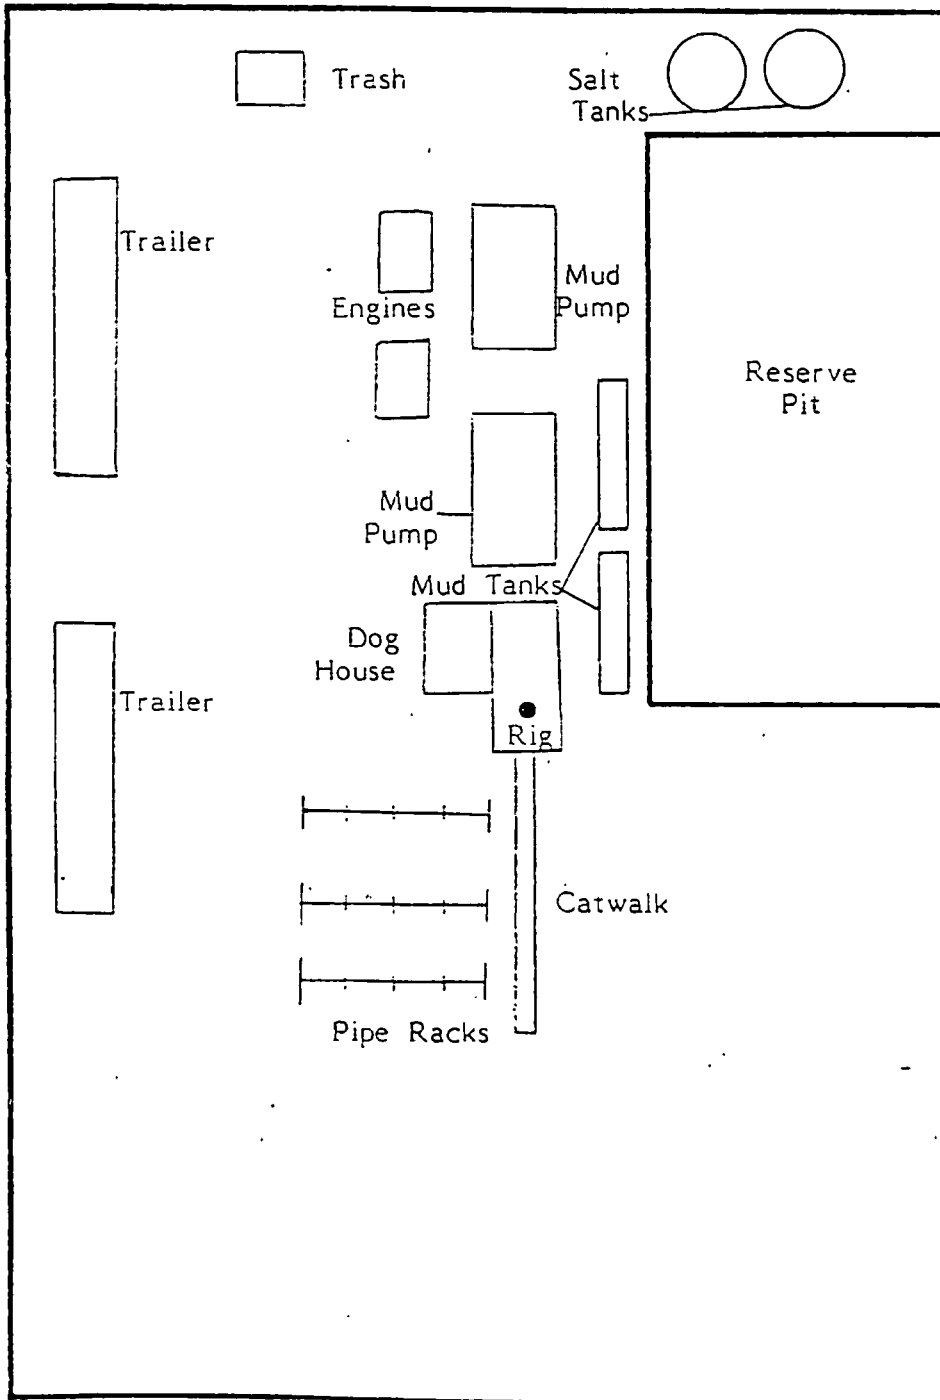 Trash
Salt
Tanks
Trailer
Mud
Pump
Engines
Reserve
Pit
Mud
Pump
Mud Tanks
Dog
House
Trailer
Rig
Catwalk
Pipe Racks